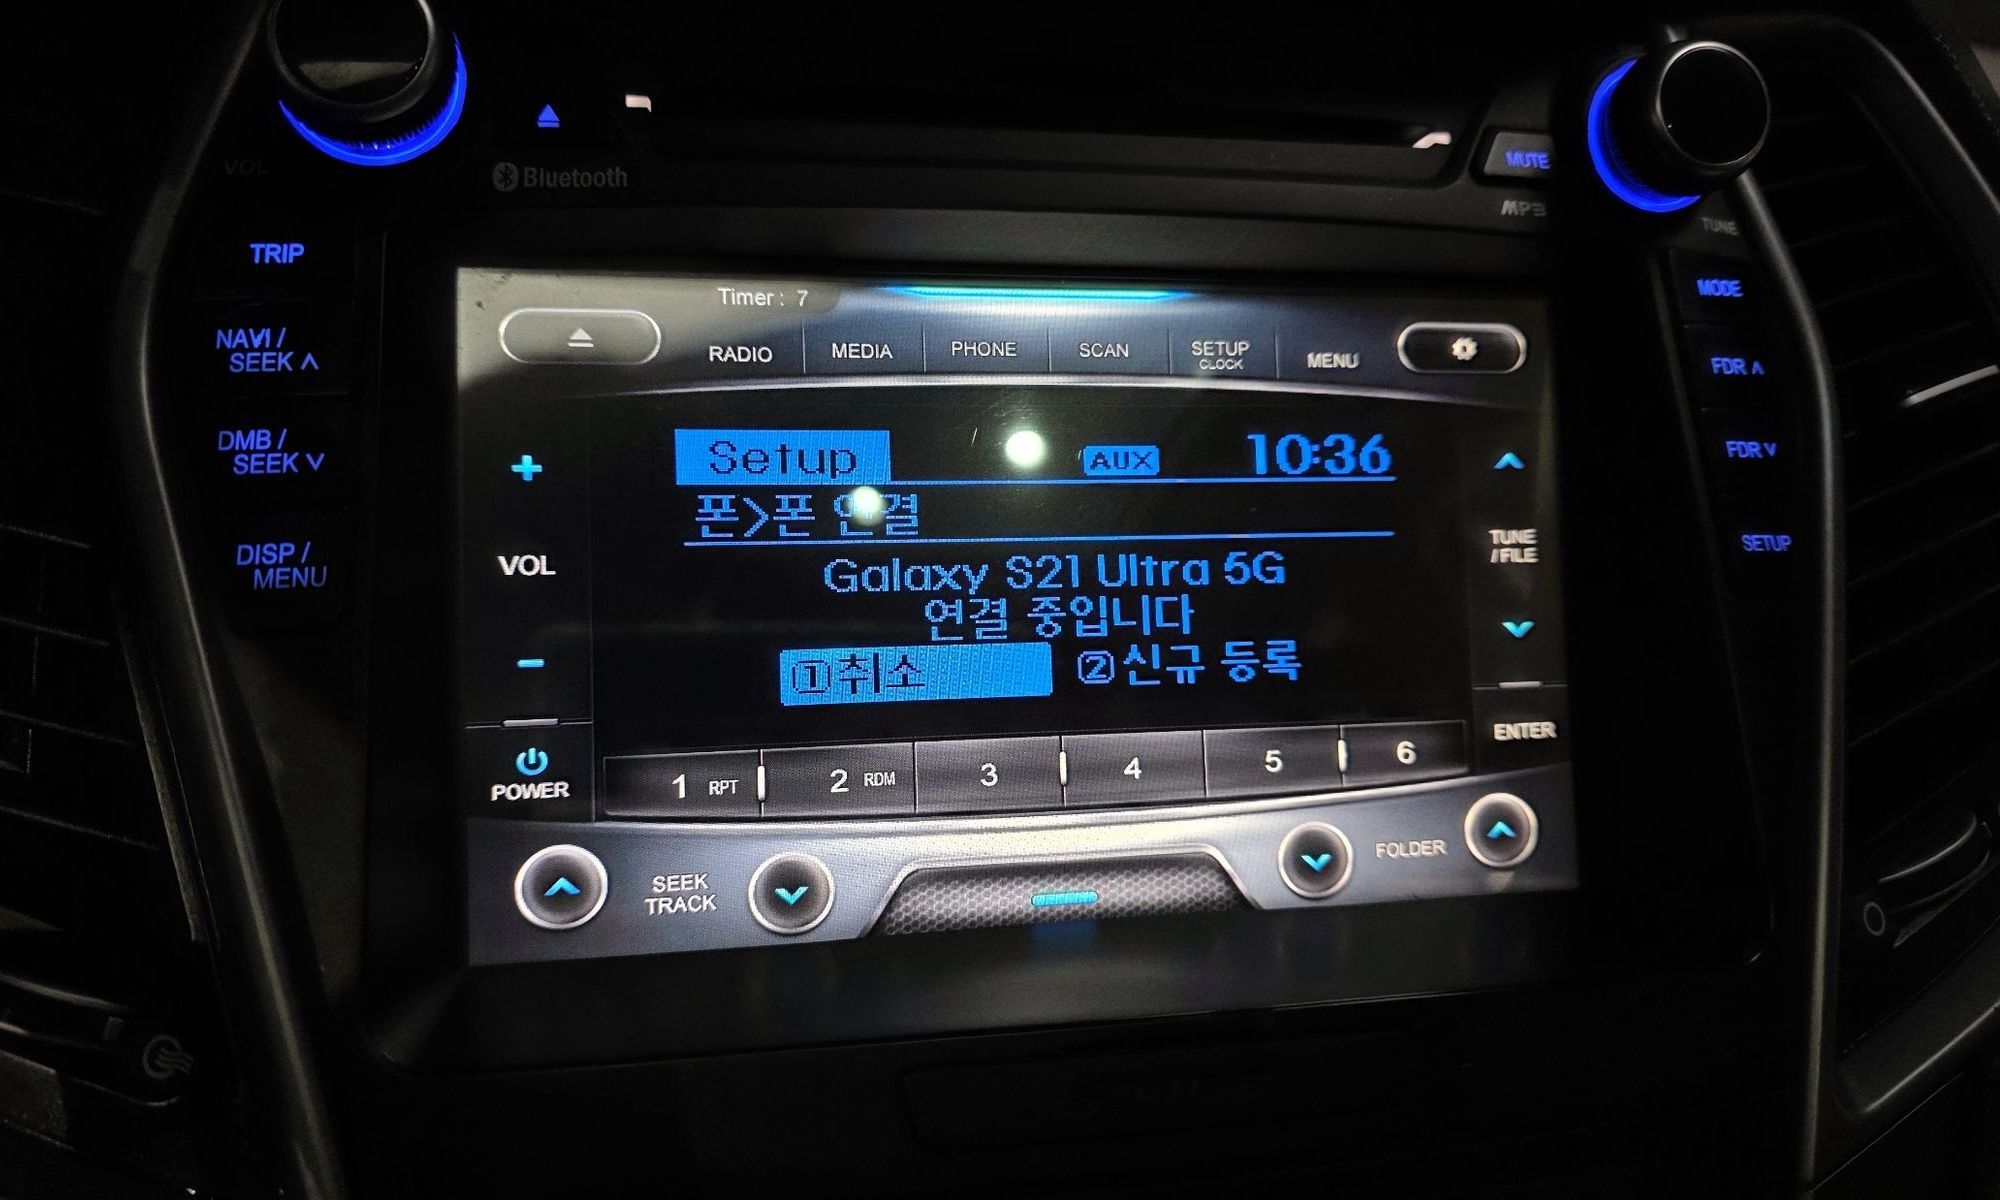 VOL
Bluetooth
MUTE
MP3
TUNE
TRIP
NAVI /
SEEK ∧
DMB /
SEEK ∨
DISP /
MENU
MODE
FDR ∧
FDR ∨
SETUP
Timer : 7
RADIO
MEDIA
PHONE
SCAN
SETUP
CLOCK
MENU
Setup AUX 10:36
폰>폰 연결
Galaxy S21 Ultra 5G
연결 중입니다
①취소 ②신규 등록
+
VOL
−
POWER
TUNE
/FILE
ENTER
1 RPT 2 RDM 3 4 5 6
SEEK
TRACK
FOLDER